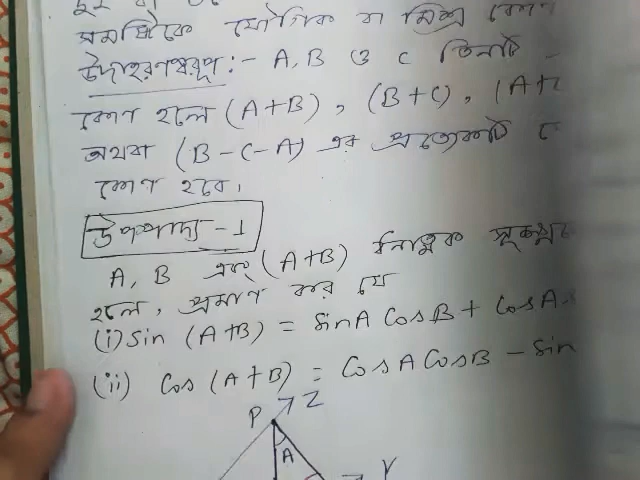 সমষ্টিকে যৌগিক বা মিশ্র কোণ
উদাহরণস্বরূপ :- A, B ও C তিনটি
কোণ হলে (A+B), (B+C), (A+
অথবা (B-C-A) এর প্রত্যেকটি
কোণ হবে।
উপপাদ্য-1
A, B এবং (A+B) ধনাত্মক সূক্ষ্মকো
হলে, প্রমাণ কর যে
(i) Sin (A+B) = SinA CosB + CosA
(ii) Cos (A+B) = CosA CosB - Sin
P Z
A
Y